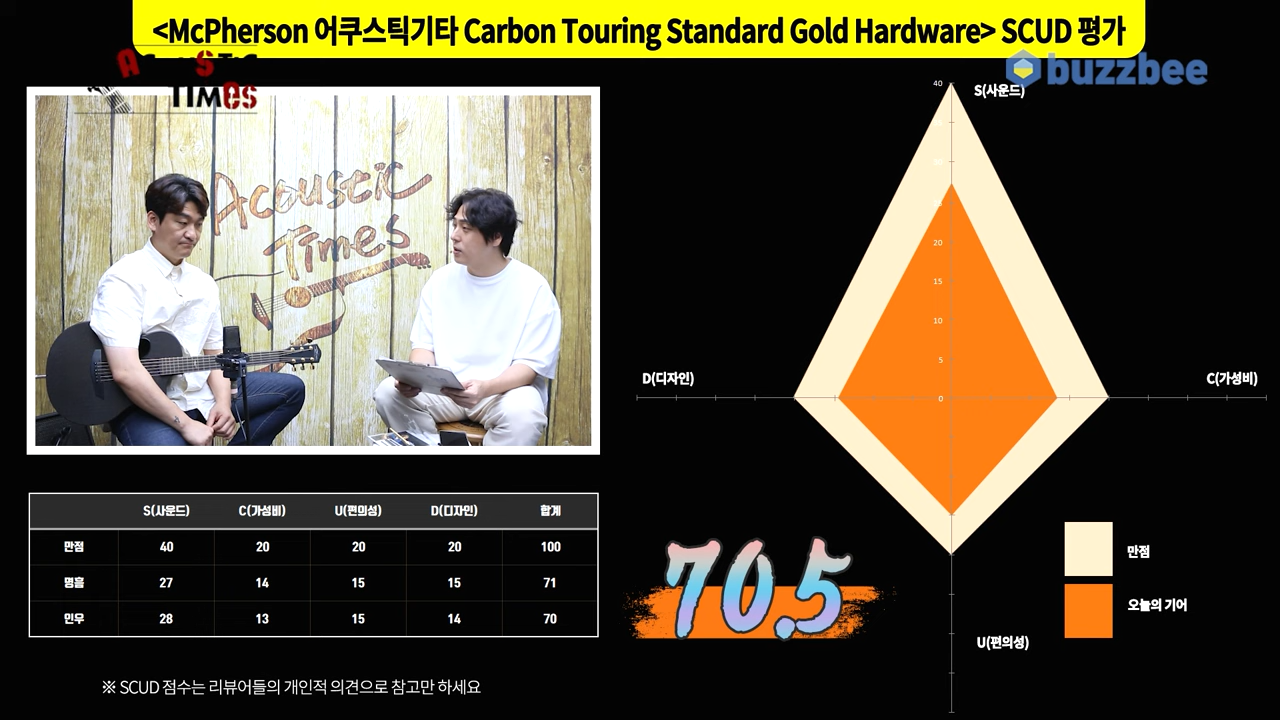 <McPherson 어쿠스틱기타 Carbon Touring Standard Gold Hardware> SCUD 평가
ACOUSTIC
TIMES
buzzbee
Acoustic
Times
S(사운드)
40
35
30
25
20
15
10
5
0
D(디자인)
C(가성비)
U(편의성)
만점
오늘의 기어
S(사운드) C(가성비) U(편의성) D(디자인) 합계
만점 40 20 20 20 100
명흠 27 14 15 15 71
민우 28 13 15 14 70
70.5
※ SCUD 점수는 리뷰어들의 개인적 의견으로 참고만 하세요